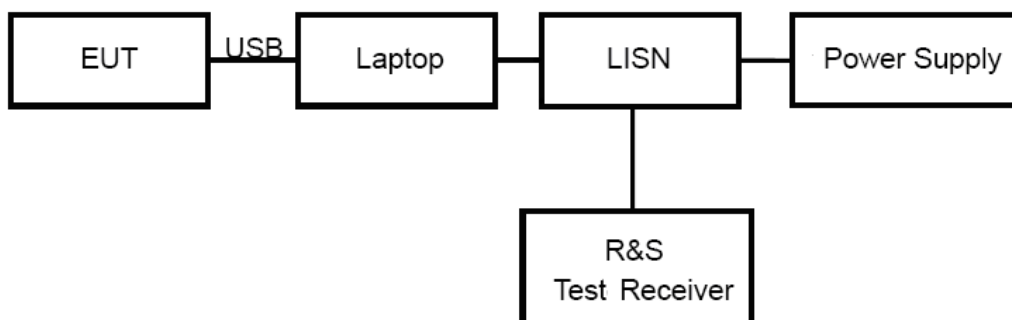 EUT
USB
Laptop
LISN
Power Supply
R&S
Test Receiver